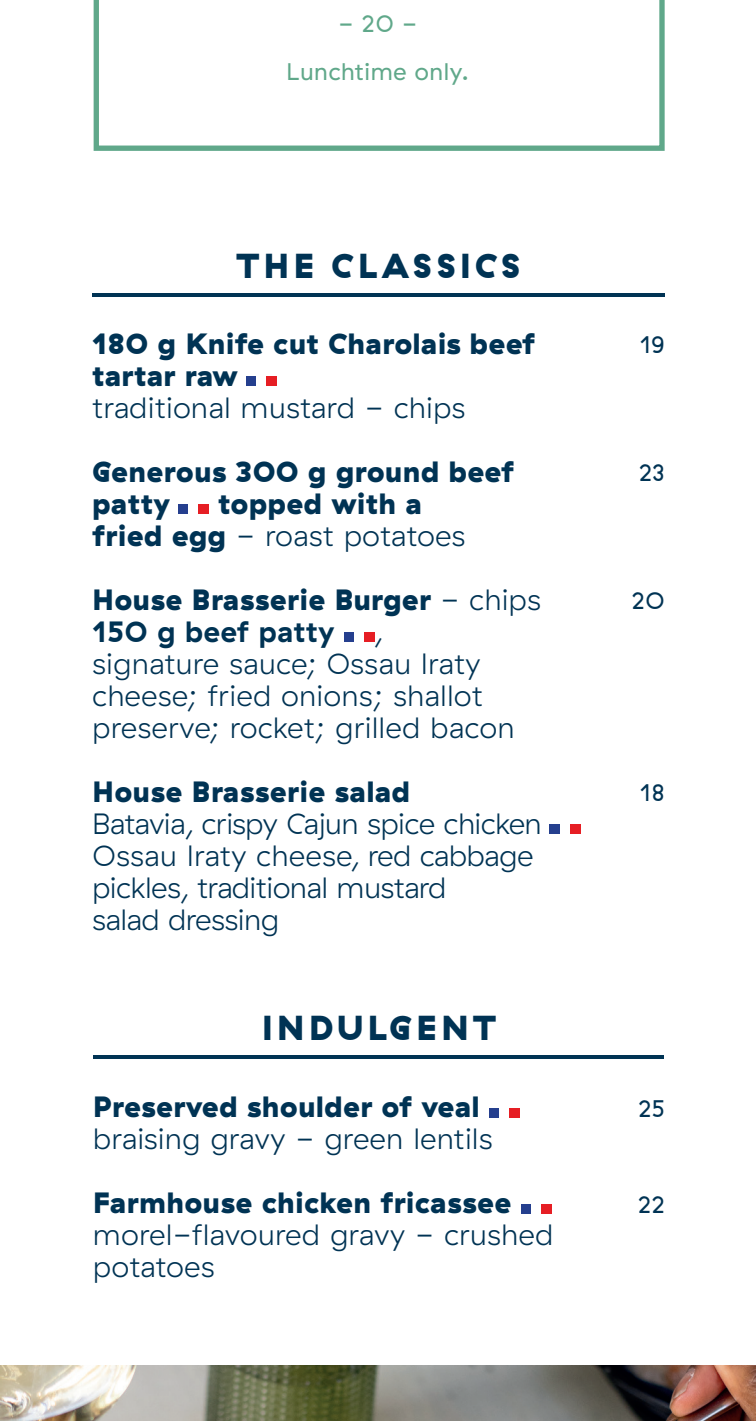 – 20 –
Lunchtime only.
THE CLASSICS
180 g Knife cut Charolais beef 19
tartar raw
traditional mustard – chips
Generous 300 g ground beef 23
patty topped with a
fried egg – roast potatoes
House Brasserie Burger – chips 20
150 g beef patty ,
signature sauce; Ossau Iraty
cheese; fried onions; shallot
preserve; rocket; grilled bacon
House Brasserie salad 18
Batavia, crispy Cajun spice chicken
Ossau Iraty cheese, red cabbage
pickles, traditional mustard
salad dressing
INDULGENT
Preserved shoulder of veal 25
braising gravy – green lentils
Farmhouse chicken fricassee 22
morel–flavoured gravy – crushed
potatoes